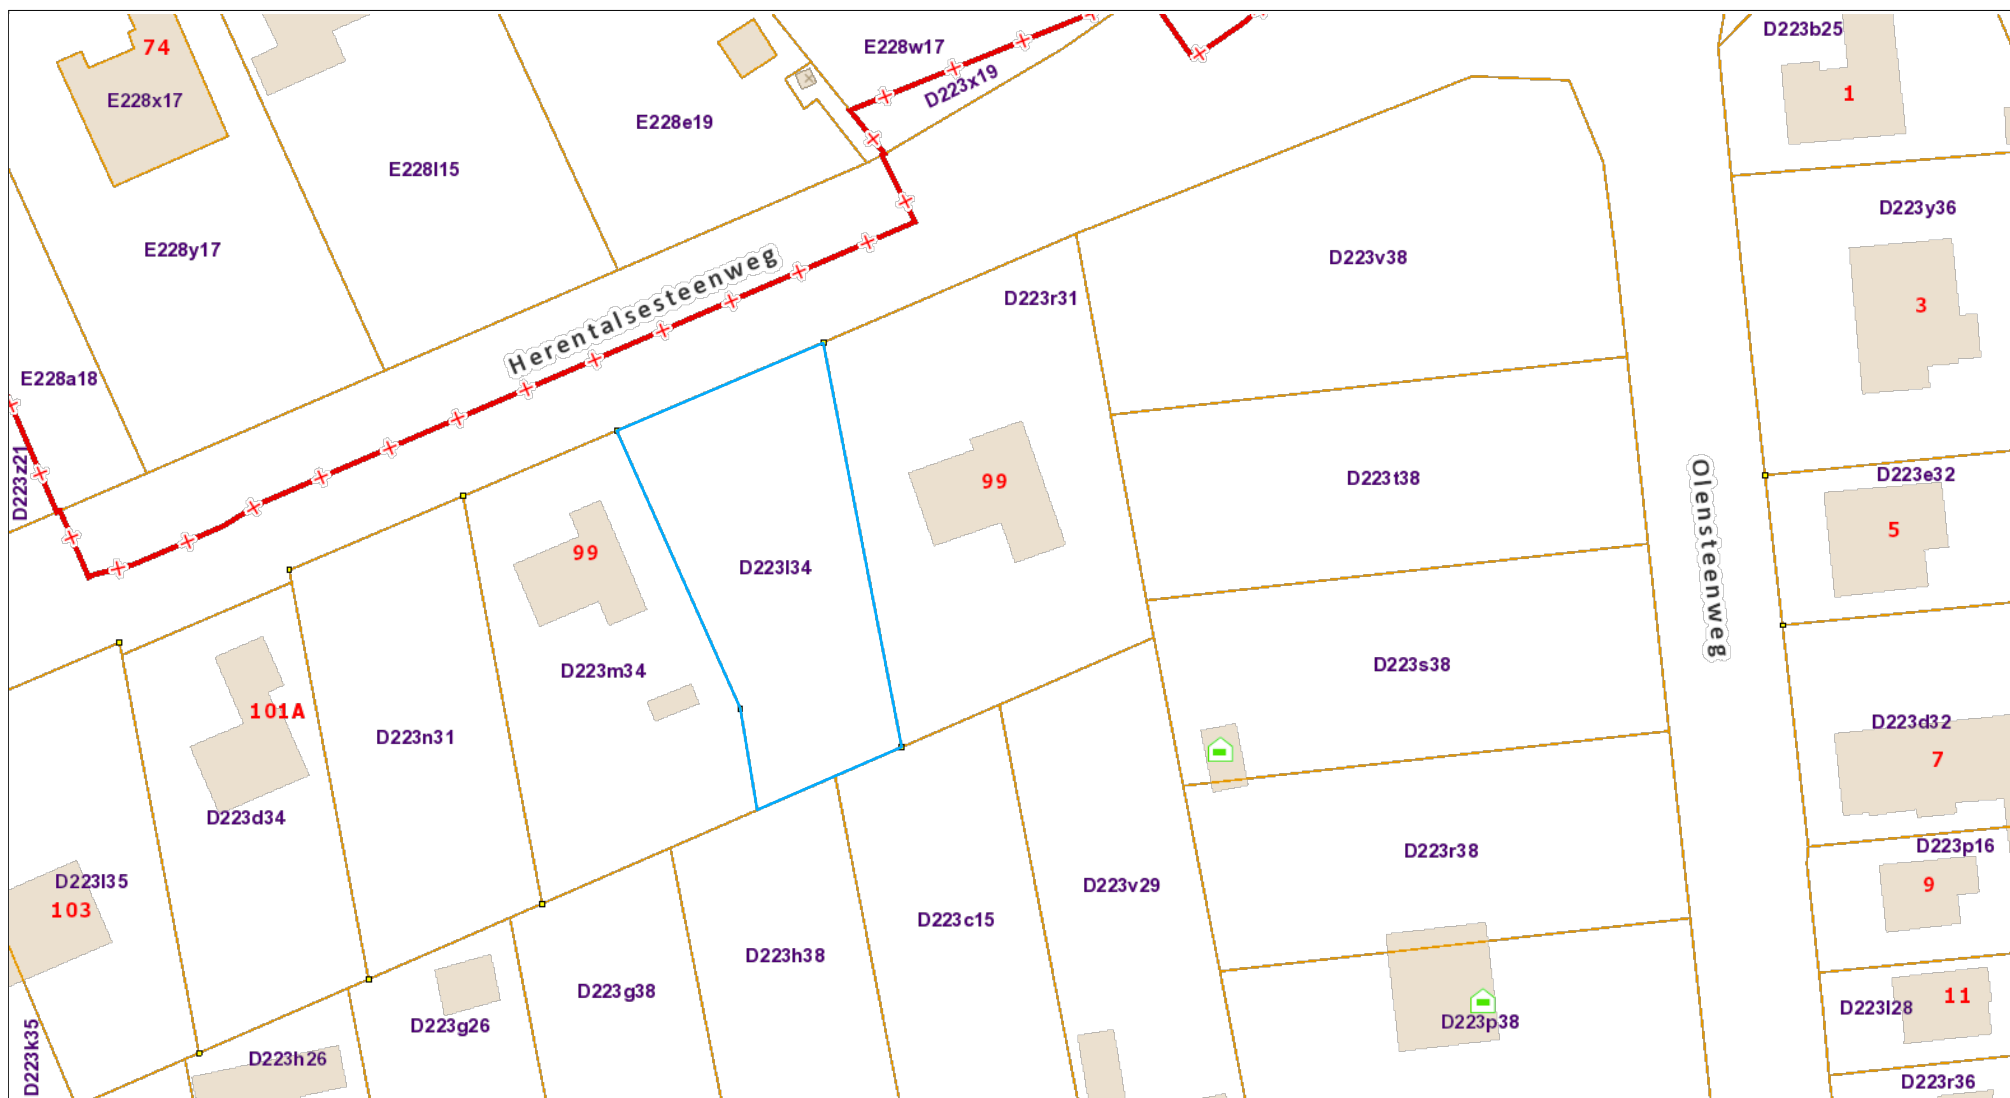 D223b25
74
E228w17
D223x19
E228x17
1
E228e19
E228l15
D223y36
E228y17
D223v38
Herentalsesteenweg
D223r31
3
E228a18
D223z21
D223t38
99
D223e32
5
Olensteenweg
99
D223l34
D223m34
D223s38
101A
D223n31
D223d32
7
D223d34
D223r38
D223p16
D223l35
103
D223v29
9
D223c15
D223h38
D223g38
11
D223l28
D223g26
D223p38
D223k35
D223h26
D223r36